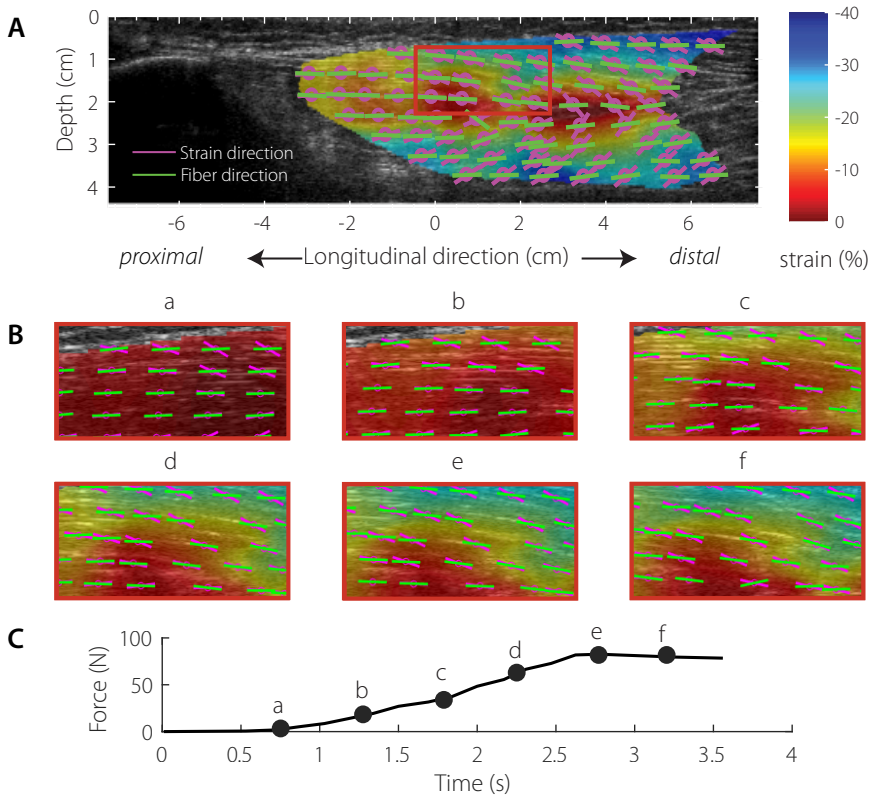 A
0
1
2
3
4
Depth (cm)
Strain direction
Fiber direction
-6 -4 -2 0 2 4 6
proximal Longitudinal direction (cm) distal
-40
-30
-20
-10
0
strain (%)
B
a b c
d e f
C
100
50
0
Force (N)
a b c d e f
0 0.5 1 1.5 2 2.5 3 3.5 4
Time (s)